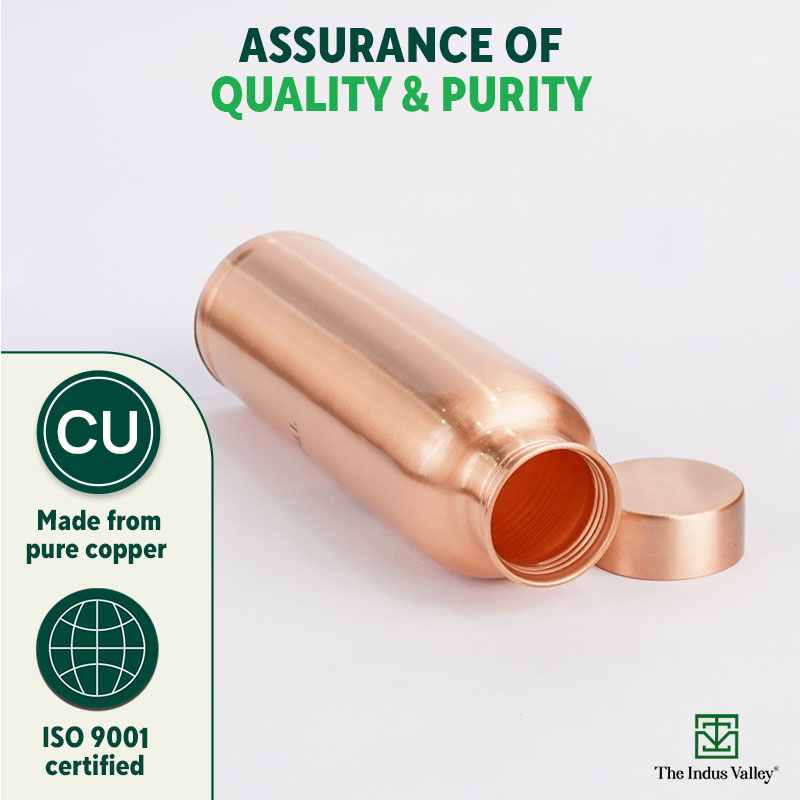 ASSURANCE OF
QUALITY & PURITY
CU
Made from
pure copper
ISO 9001
certified
The Indus Valley®